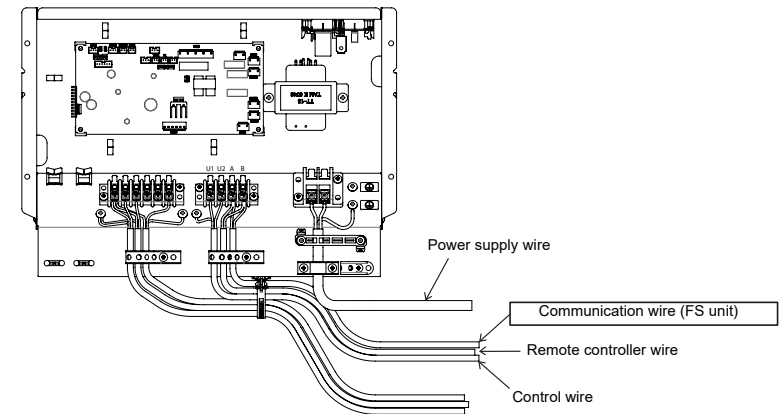 U1 U2 A B
Power supply wire
Communication wire (FS unit)
Remote controller wire
Control wire